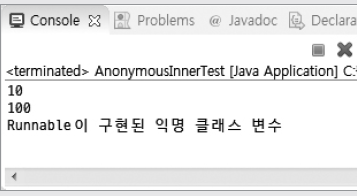 Console Problems @ Javadoc Declara
<terminated> AnonymousInnerTest [Java Application] C:
10
100
Runnable이 구현된 익명 클래스 변수